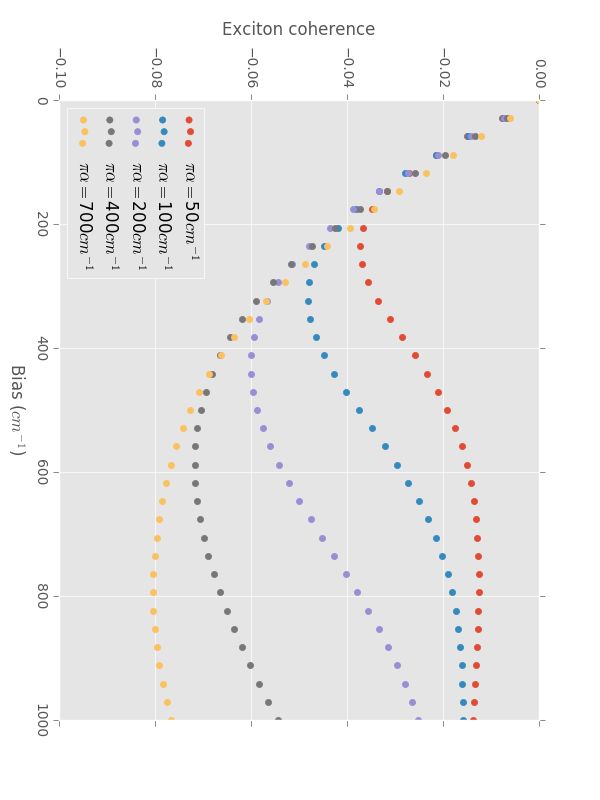 Exciton coherence
−0.10
−0.08
−0.06
−0.04
−0.02
0.00
0
200
400
600
800
1000
Bias (cm⁻¹)
πα = 50cm⁻¹
πα = 100cm⁻¹
πα = 200cm⁻¹
πα = 400cm⁻¹
πα = 700cm⁻¹